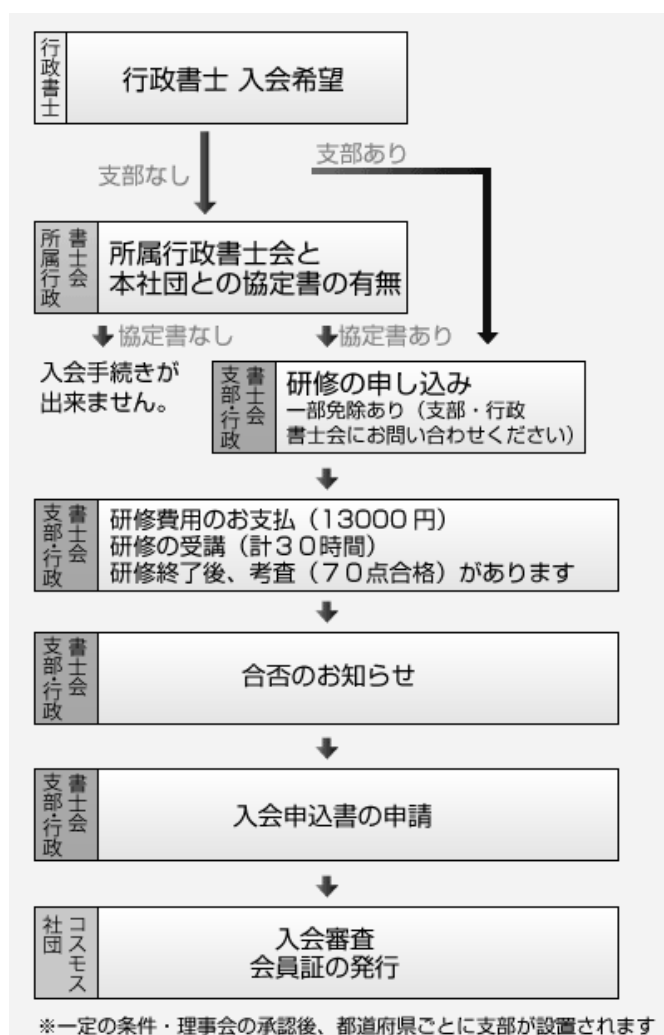 行政書士
行政書士 入会希望
支部なし
支部あり
所属行政
書士会
所属行政書士会と
本社団との協定書の有無
協定書なし
協定書あり
入会手続きが
出来ません。
支部・行政
書士会
研修の申し込み
一部免除あり（支部・行政
書士会にお問い合わせください）
支部・行政
書士会
研修費用のお支払（13000円）
研修の受講（計３０時間）
研修終了後、考査（７０点合格）があります
支部・行政
書士会
合否のお知らせ
支部・行政
書士会
入会申込書の申請
社団
コスモス
入会審査
会員証の発行
※一定の条件・理事会の承認後、都道府県ごとに支部が設置されます